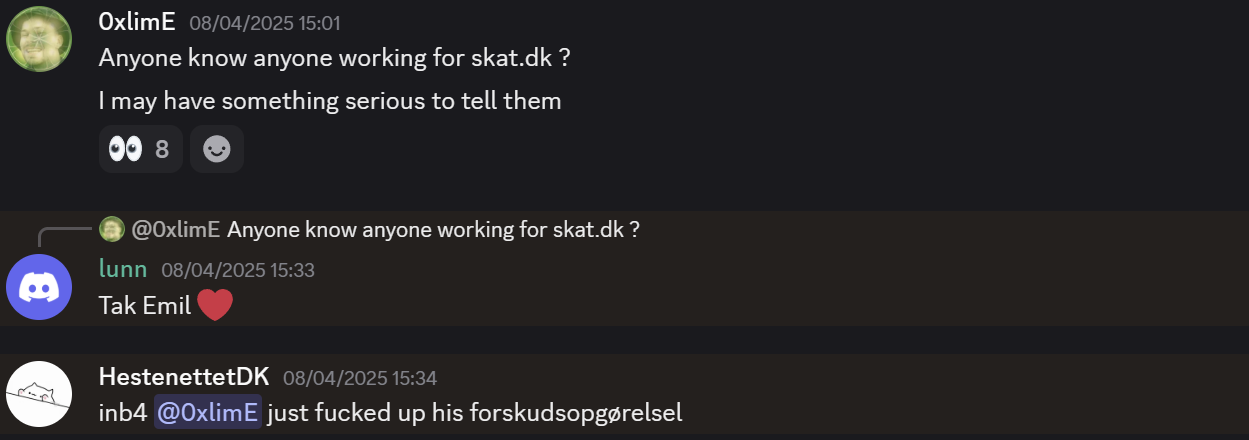 0xlimE 08/04/2025 15:01
Anyone know anyone working for skat.dk ?
I may have something serious to tell them
👀 8
@0xlimE Anyone know anyone working for skat.dk ?
lunn 08/04/2025 15:33
Tak Emil ❤️
HestenettetDK 08/04/2025 15:34
inb4 @0xlimE just fucked up his forskudsopgørelsel